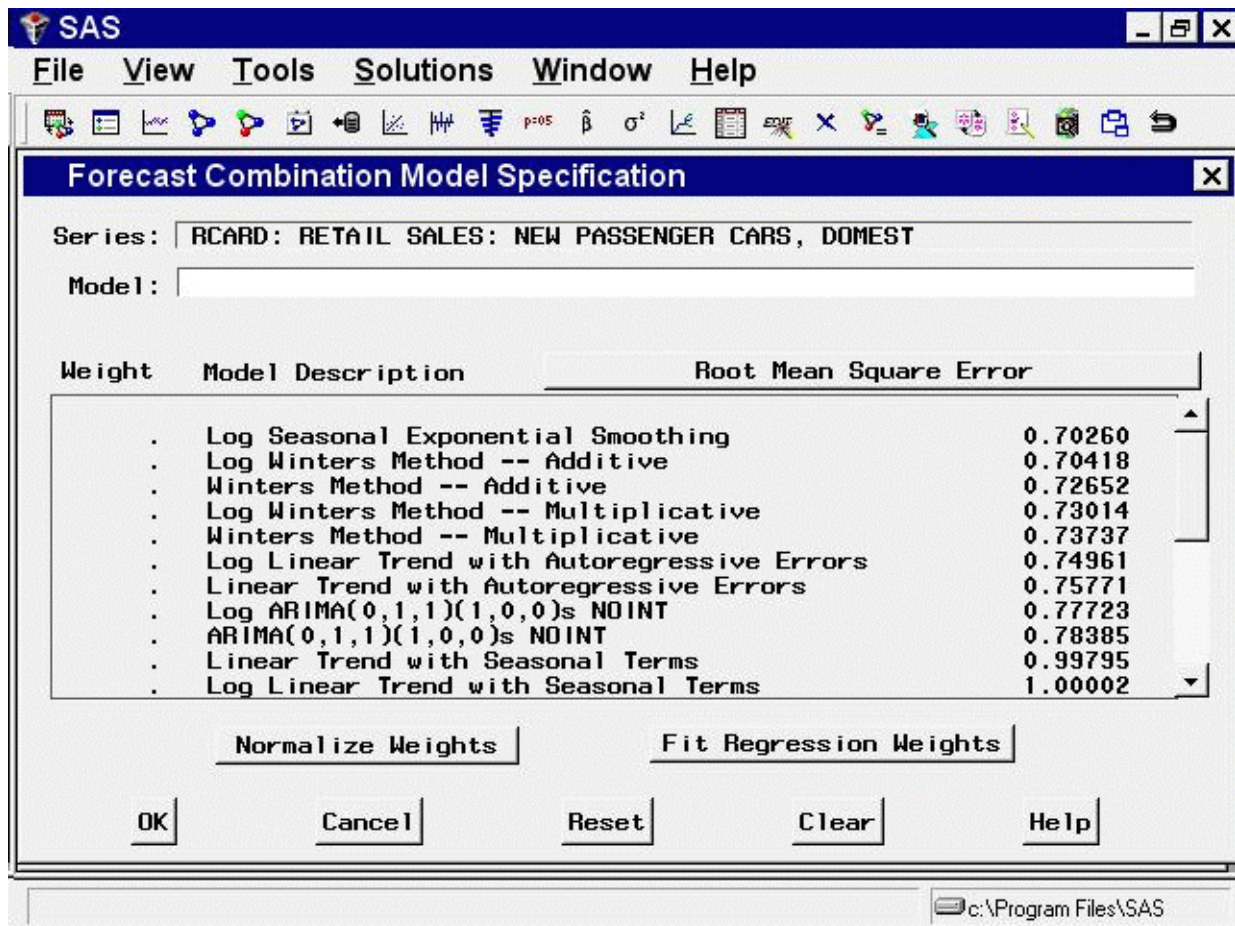 SAS
File View Tools Solutions Window Help
p=05 β̂ σ² EDIT
Forecast Combination Model Specification
Series: RCARD: RETAIL SALES: NEW PASSENGER CARS, DOMEST
Model:
Weight Model Description Root Mean Square Error
. Log Seasonal Exponential Smoothing 0.70260
. Log Winters Method -- Additive 0.70418
. Winters Method -- Additive 0.72652
. Log Winters Method -- Multiplicative 0.73014
. Winters Method -- Multiplicative 0.73737
. Log Linear Trend with Autoregressive Errors 0.74961
. Linear Trend with Autoregressive Errors 0.75771
. Log ARIMA(0,1,1)(1,0,0)s NOINT 0.77723
. ARIMA(0,1,1)(1,0,0)s NOINT 0.78385
. Linear Trend with Seasonal Terms 0.99795
. Log Linear Trend with Seasonal Terms 1.00002
Normalize Weights Fit Regression Weights
OK Cancel Reset Clear Help
c:\Program Files\SAS